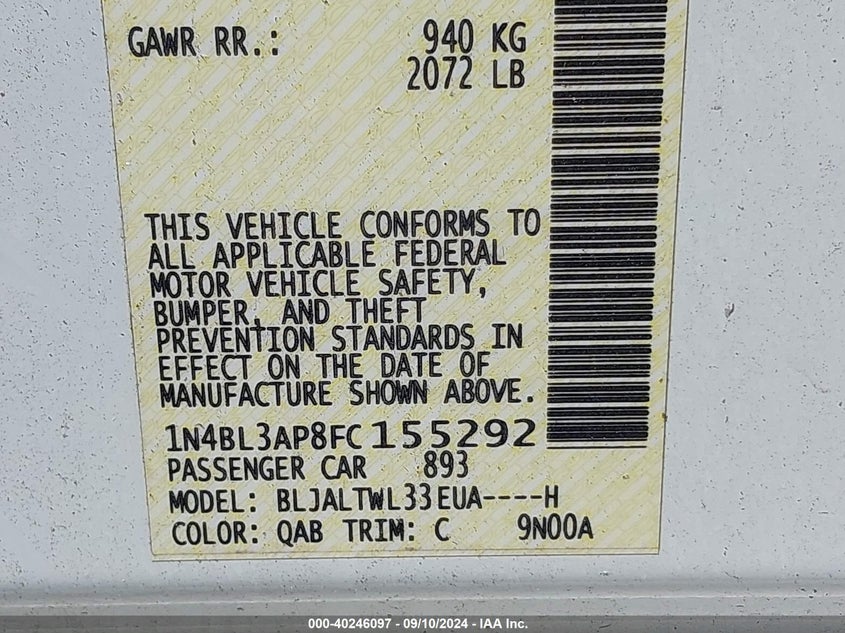 GAWR RR.: 940 KG
2072 LB
THIS VEHICLE CONFORMS TO
ALL APPLICABLE FEDERAL
MOTOR VEHICLE SAFETY,
BUMPER, AND THEFT
PREVENTION STANDARDS IN
EFFECT ON THE DATE OF
MANUFACTURE SHOWN ABOVE.
1N4BL3AP8FC155292
PASSENGER CAR 893
MODEL: BLJALTWL33EUA----H
COLOR: QAB TRIM: C 9N00A
000-40246097 - 09/10/2024 - IAA Inc.